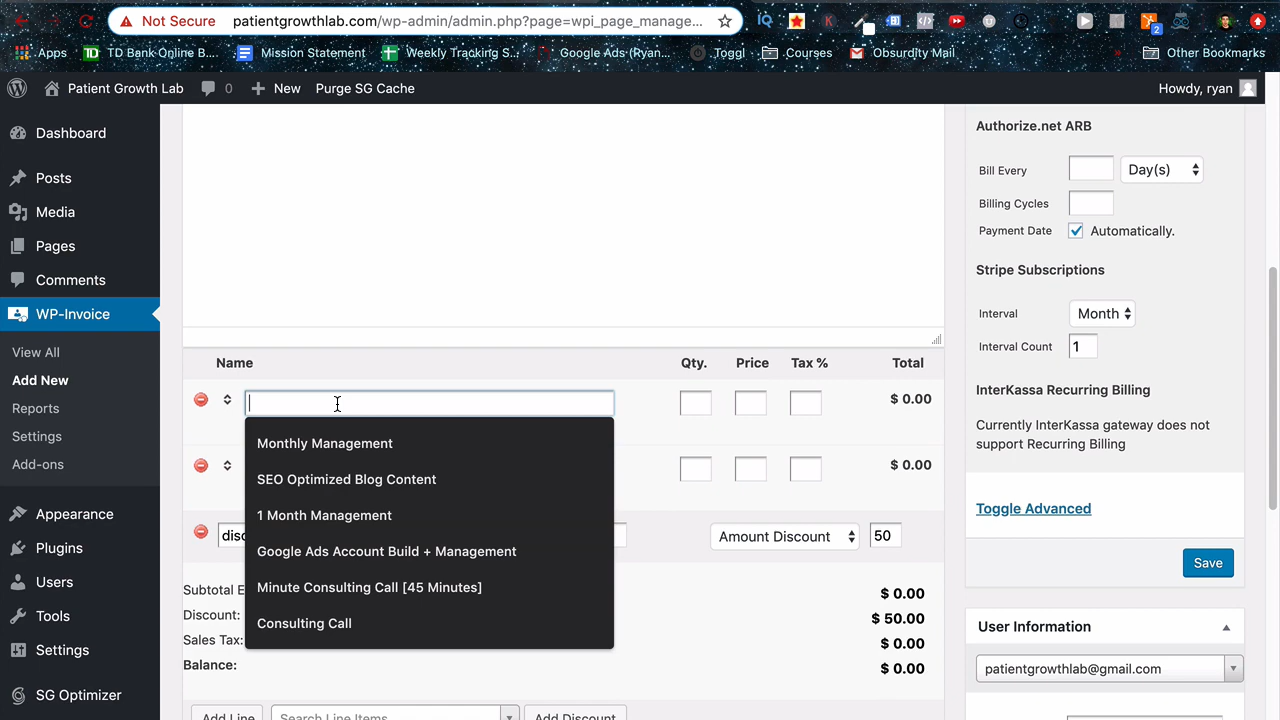 Not Secure patientgrowthlab.com/wp-admin/admin.php?page=wpi_page_manage...
Apps TD Bank Online B... Mission Statement Weekly Tracking S... Google Ads (Ryan... Toggl Courses Absurdity Mail » Other Bookmarks
Patient Growth Lab 0 New Purge SG Cache Howdy, ryan
Dashboard
Posts
Media
Pages
Comments
WP-Invoice
View All
Add New
Reports
Settings
Add-ons
Appearance
Plugins
Users
Tools
Settings
SG Optimizer
Name Qty. Price Tax % Total
$ 0.00
Monthly Management
SEO Optimized Blog Content
1 Month Management
Google Ads Account Build + Management
Minute Consulting Call [45 Minutes]
Consulting Call
$ 0.00
disc Amount Discount 50
Subtotal E $ 0.00
Discount: $ 50.00
Sales Tax: $ 0.00
Balance: $ 0.00
Add Line Search Line Items Add Discount
Authorize.net ARB
Bill Every Day(s)
Billing Cycles
Payment Date Automatically.
Stripe Subscriptions
Interval Month
Interval Count 1
InterKassa Recurring Billing
Currently InterKassa gateway does not
support Recurring Billing
Toggle Advanced
Save
User Information
patientgrowthlab@gmail.com